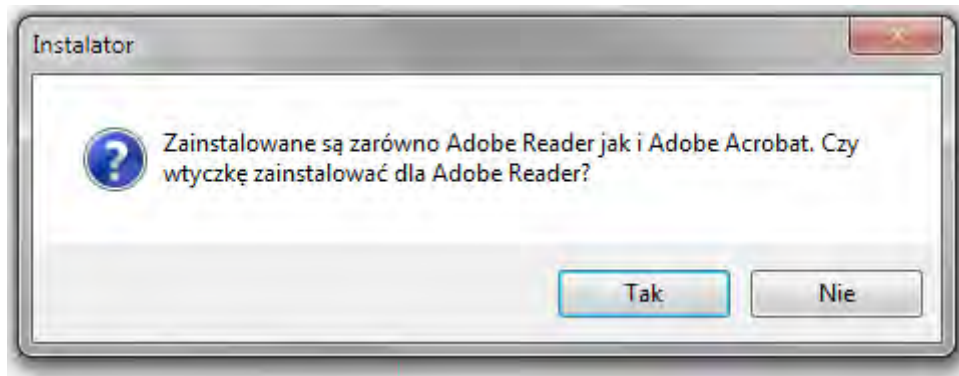 Instalator
Zainstalowane są zarówno Adobe Reader jak i Adobe Acrobat. Czy
wtyczkę zainstalować dla Adobe Reader?
Tak
Nie